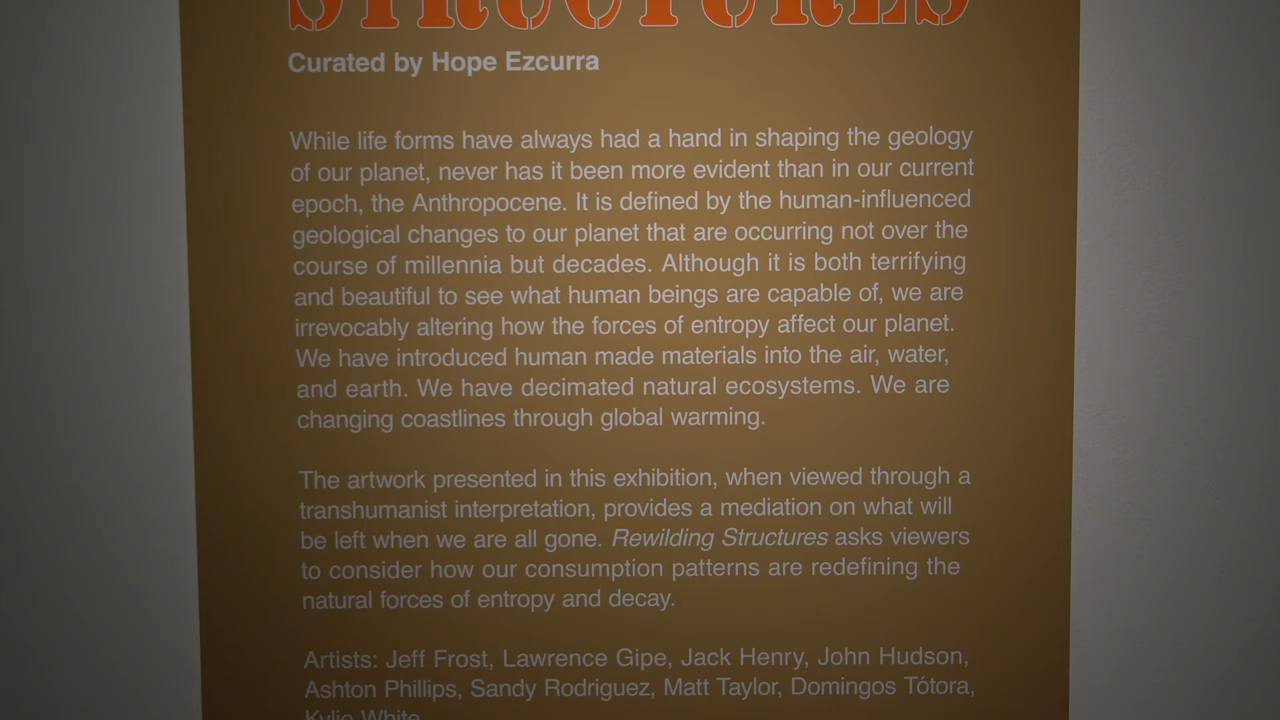 STRUCTURES
Curated by Hope Ezcurra
While life forms have always had a hand in shaping the geology
of our planet, never has it been more evident than in our current
epoch, the Anthropocene. It is defined by the human-influenced
geological changes to our planet that are occurring not over the
course of millennia but decades. Although it is both terrifying
and beautiful to see what human beings are capable of, we are
irrevocably altering how the forces of entropy affect our planet.
We have introduced human made materials into the air, water,
and earth. We have decimated natural ecosystems. We are
changing coastlines through global warming.
The artwork presented in this exhibition, when viewed through a
transhumanist interpretation, provides a mediation on what will
be left when we are all gone. Rewilding Structures asks viewers
to consider how our consumption patterns are redefining the
natural forces of entropy and decay.
Artists: Jeff Frost, Lawrence Gipe, Jack Henry, John Hudson,
Ashton Phillips, Sandy Rodriguez, Matt Taylor, Domingos Tótora,
Kylie White